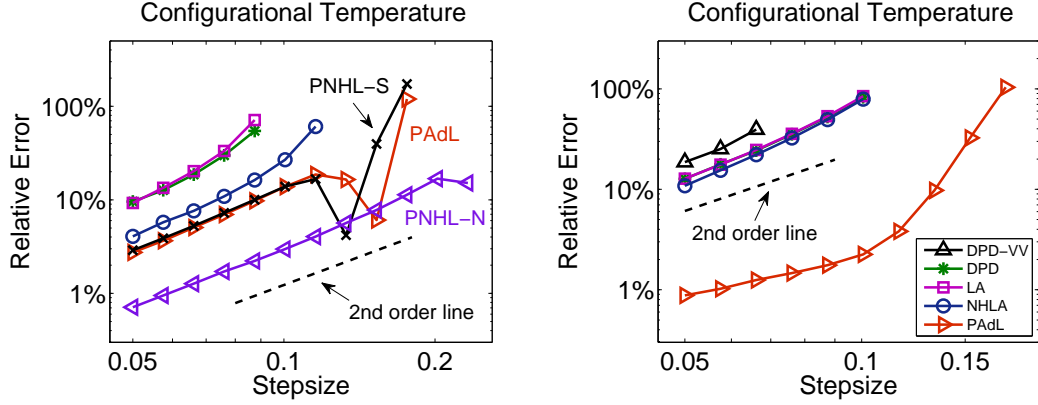 Configurational Temperature
Relative Error
100%
10%
1%
PNHL−S
PAdL
PNHL−N
2nd order line
0.05
0.1
0.2
Stepsize
Configurational Temperature
Relative Error
100%
10%
1%
2nd order line
DPD−VV
DPD
LA
NHLA
PAdL
0.05
0.1
0.15
Stepsize